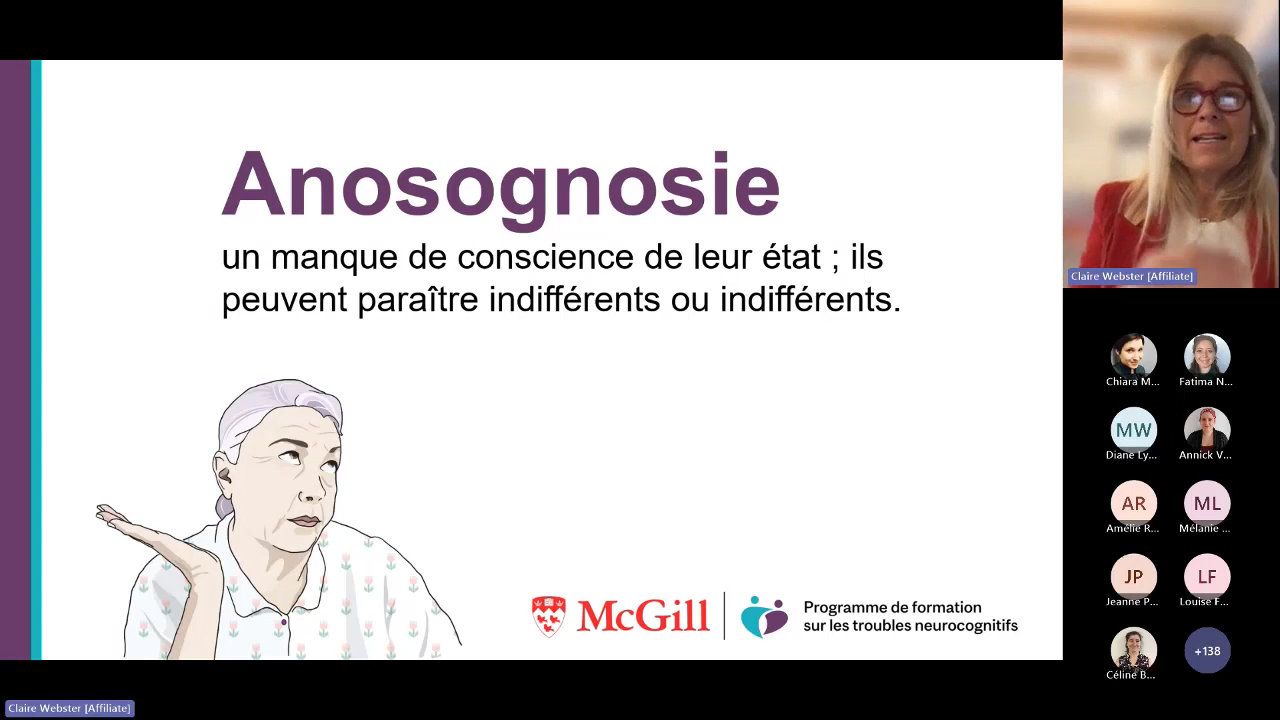 Anosognosie
un manque de conscience de leur état ; ils
peuvent paraître indifférents ou indifférents.
McGill
Programme de formation
sur les troubles neurocognitifs
Claire Webster [Affiliate]
Chiara M...
Fatima N...
MW
Diane Ly...
Annick V...
AR
Amélie R...
ML
Mélanie ...
JP
Jeanne P...
LF
Louise F...
Céline B...
+138
Claire Webster [Affiliate]